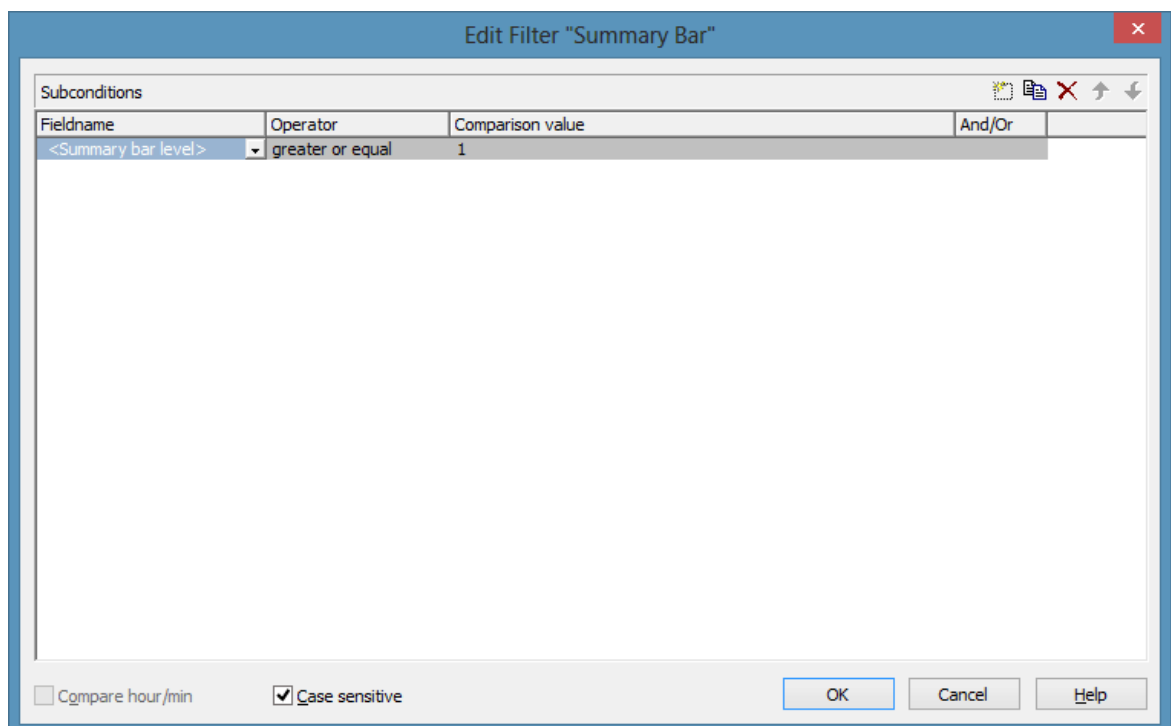 Edit Filter "Summary Bar"
Subconditions
Fieldname Operator Comparison value And/Or
<Summary bar level> greater or equal 1
Compare hour/min Case sensitive OK Cancel Help